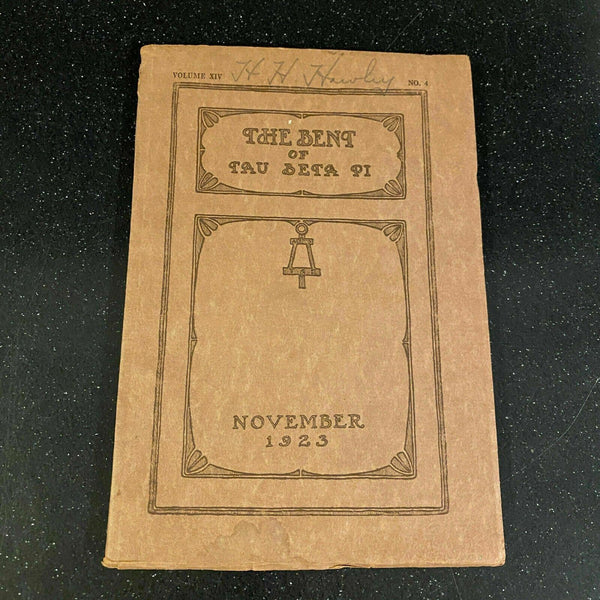 VOLUME XIV
H H Hawley
NO. 4
THE BENT
OF
TAU BETA PI
NOVEMBER
1923